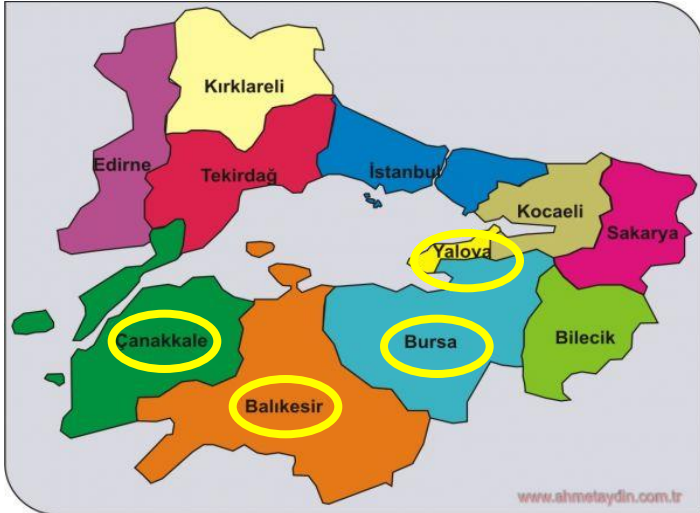 Kırklareli
Edirne
Tekirdağ
İstanbul
Kocaeli
Sakarya
Yalova
Çanakkale
Bursa
Bilecik
Balıkesir
www.ahmetaydin.com.tr